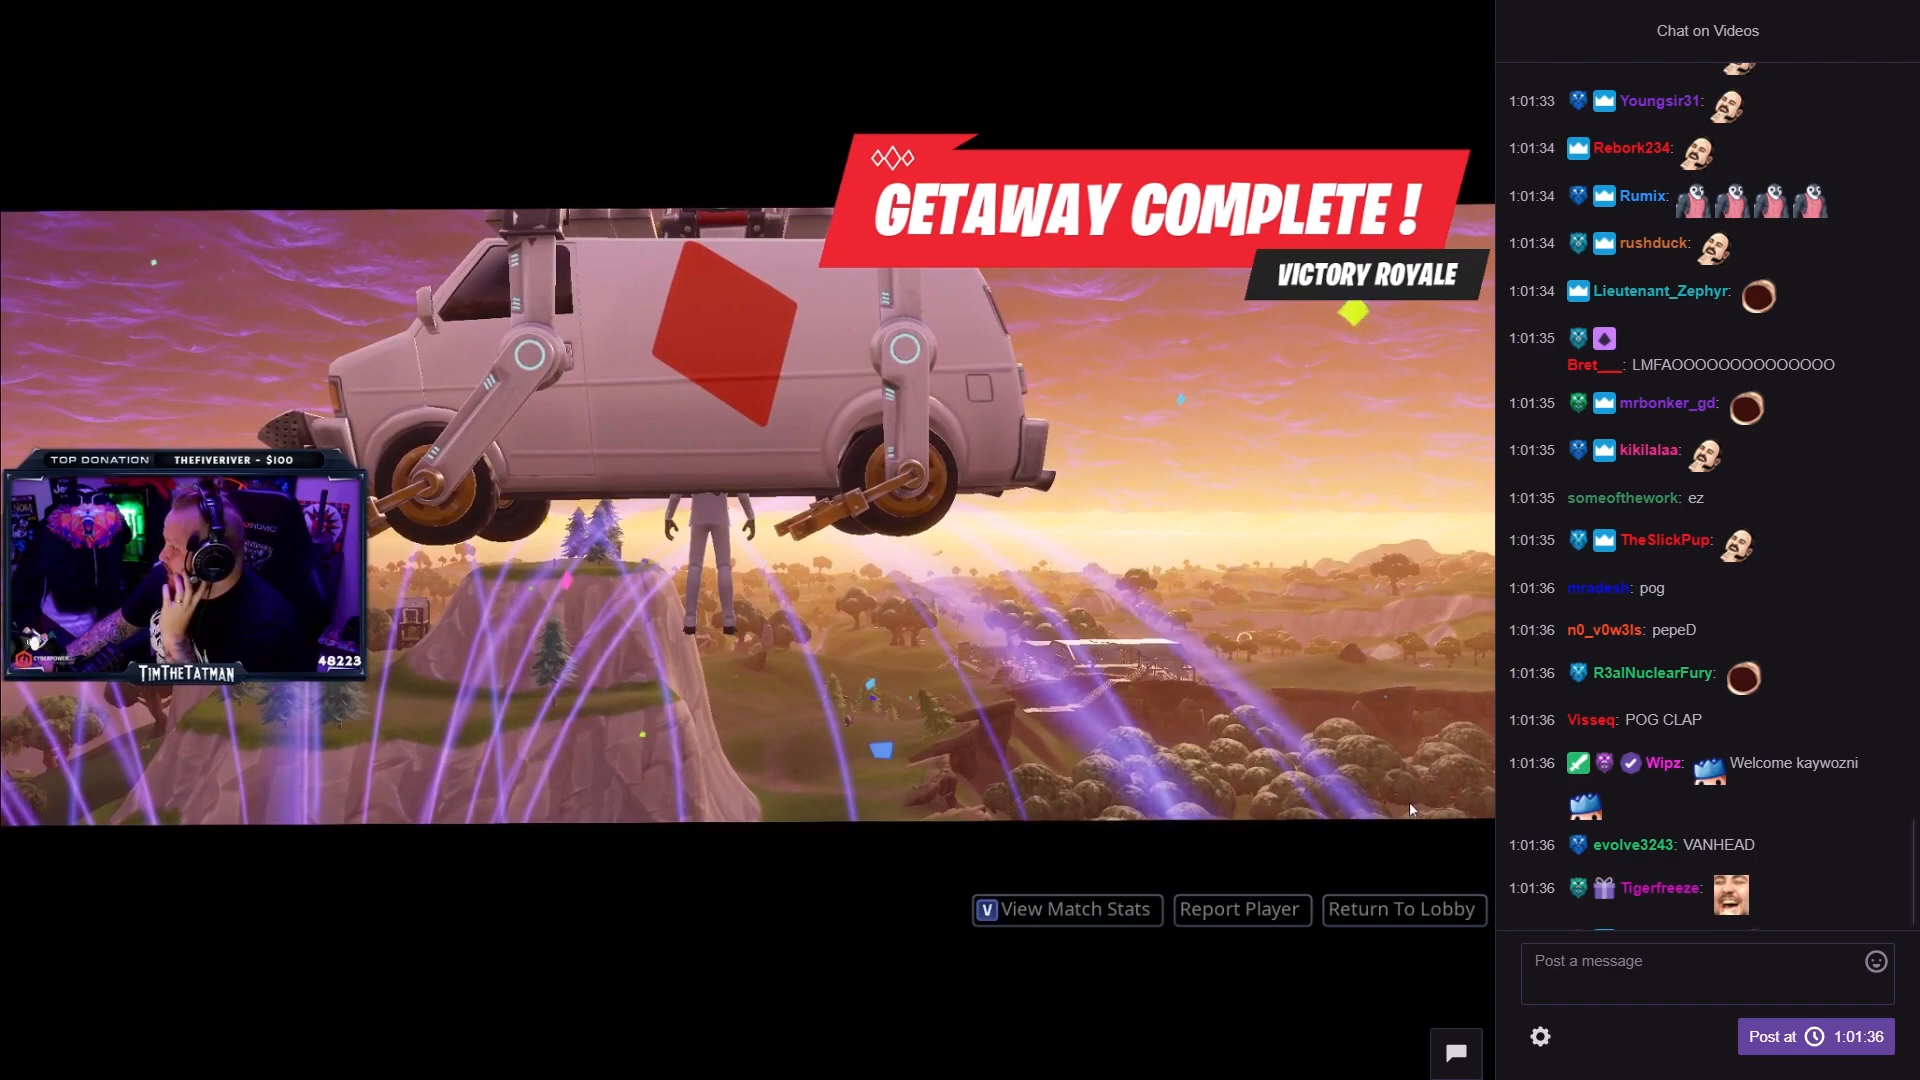 Chat on Videos
GETAWAY COMPLETE !
VICTORY ROYALE
TOP DONATION THEFIVERIVER - $100
48223
TIMTHETATMAN
V View Match Stats
Report Player
Return To Lobby
1:01:33 Youngsir31:
1:01:34 Rebork234:
1:01:34 Rumix:
1:01:34 rushduck:
1:01:34 Lieutenant_Zephyr:
1:01:35
Bret___: LMFAOOOOOOOOOOOOOO
1:01:35 mrbonker_gd:
1:01:35 kikilalaa:
1:01:35 someofthework: ez
1:01:35 TheSlickPup:
1:01:36 mradesh: pog
1:01:36 n0_v0w3ls: pepeD
1:01:36 R3alNuclearFury:
1:01:36 Visseq: POG CLAP
1:01:36 Wipz: Welcome kaywozni
1:01:36 evolve3243: VANHEAD
1:01:36 Tigerfreeze:
Post a message
Post at 1:01:36